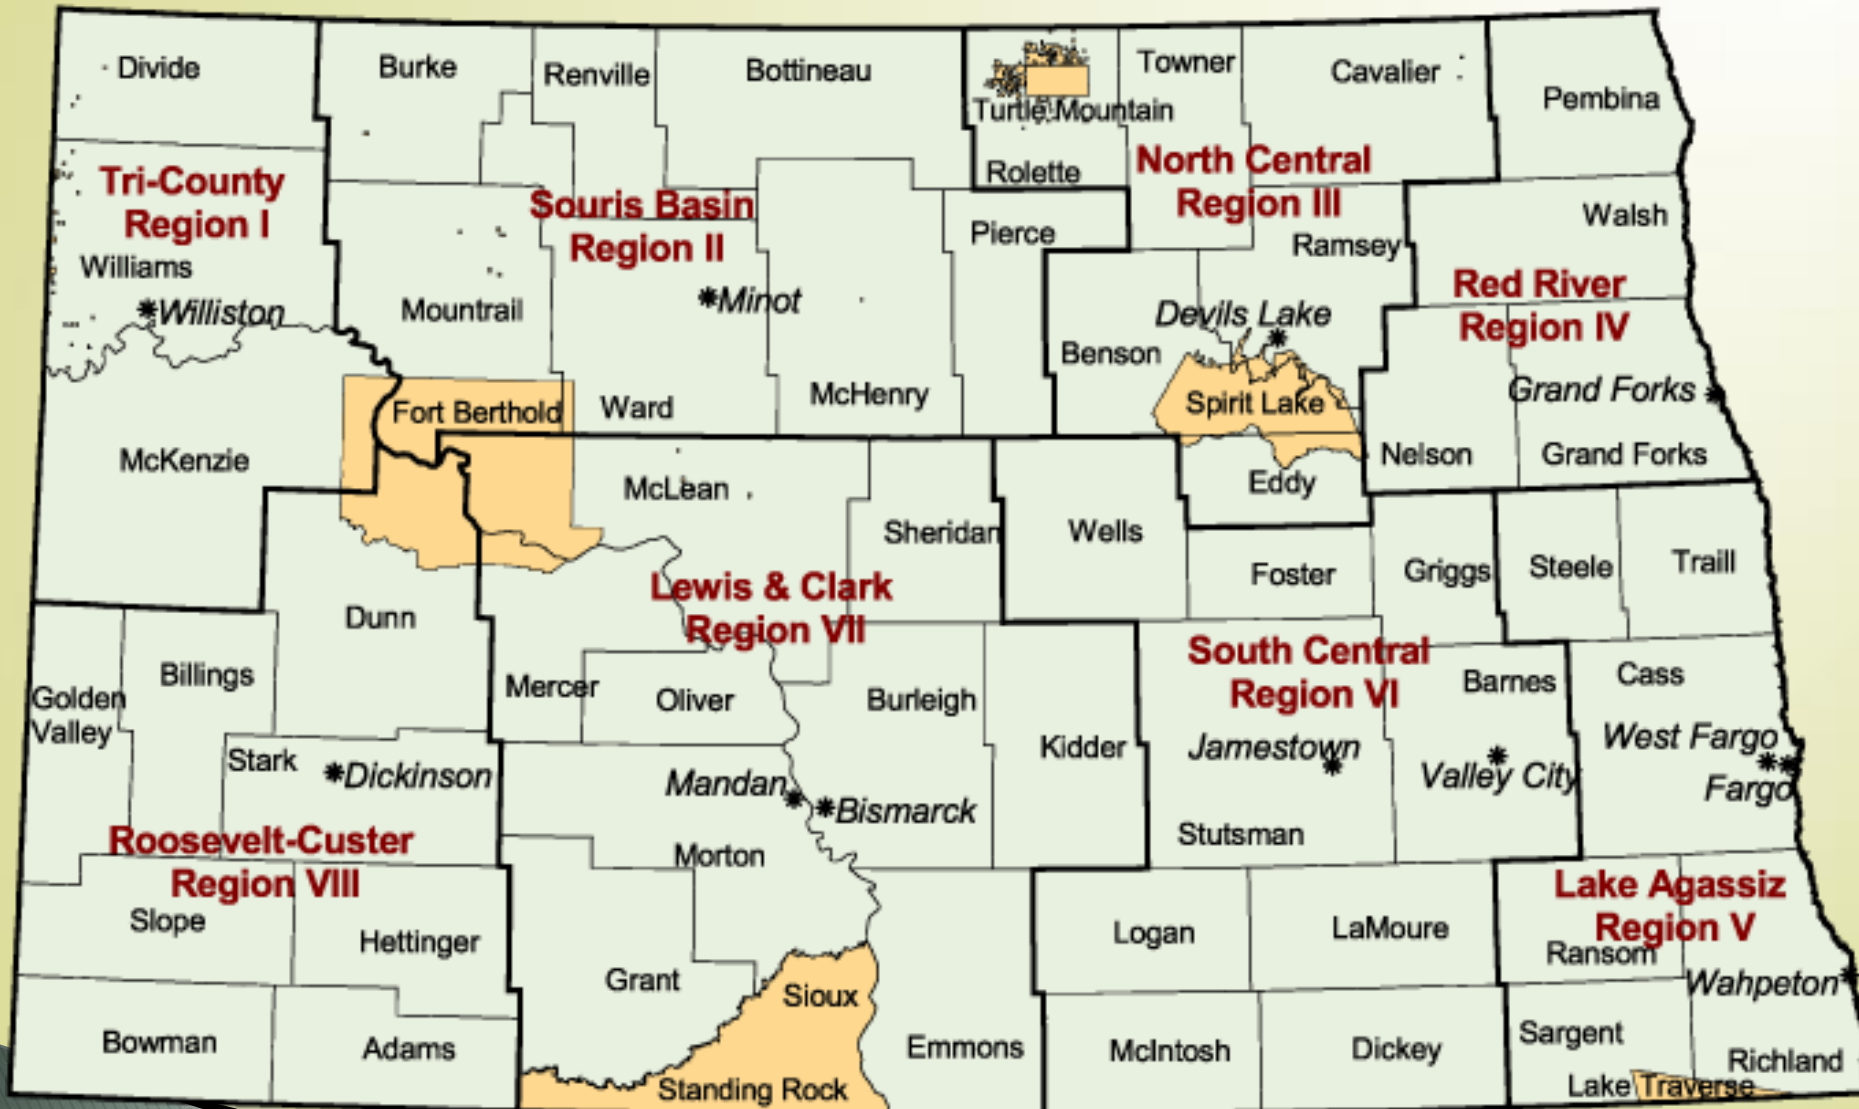 Divide
Burke
Renville
Bottineau
Turtle Mountain
Rolette
Towner
Cavalier
Pembina
Tri-County
Region I
Williams
Williston
McKenzie
Souris Basin
Region II
Mountrail
Minot
Ward
McHenry
Pierce
Fort Berthold
North Central
Region III
Ramsey
Devils Lake
Benson
Spirit Lake
Eddy
Walsh
Red River
Region IV
Grand Forks
Nelson
Grand Forks
McLean
Sheridan
Wells
Foster
Griggs
Steele
Traill
Lewis & Clark
Region VII
Dunn
Mercer
Oliver
Burleigh
Kidder
Golden
Valley
Billings
Stark
Dickinson
Mandan
Bismarck
Morton
South Central
Region VI
Jamestown
Stutsman
Barnes
Valley City
Cass
West Fargo
Fargo
Roosevelt-Custer
Region VIII
Slope
Hettinger
Bowman
Adams
Grant
Sioux
Standing Rock
Emmons
Logan
LaMoure
McIntosh
Dickey
Lake Agassiz
Region V
Ransom
Wahpeton
Sargent
Richland
Lake Traverse